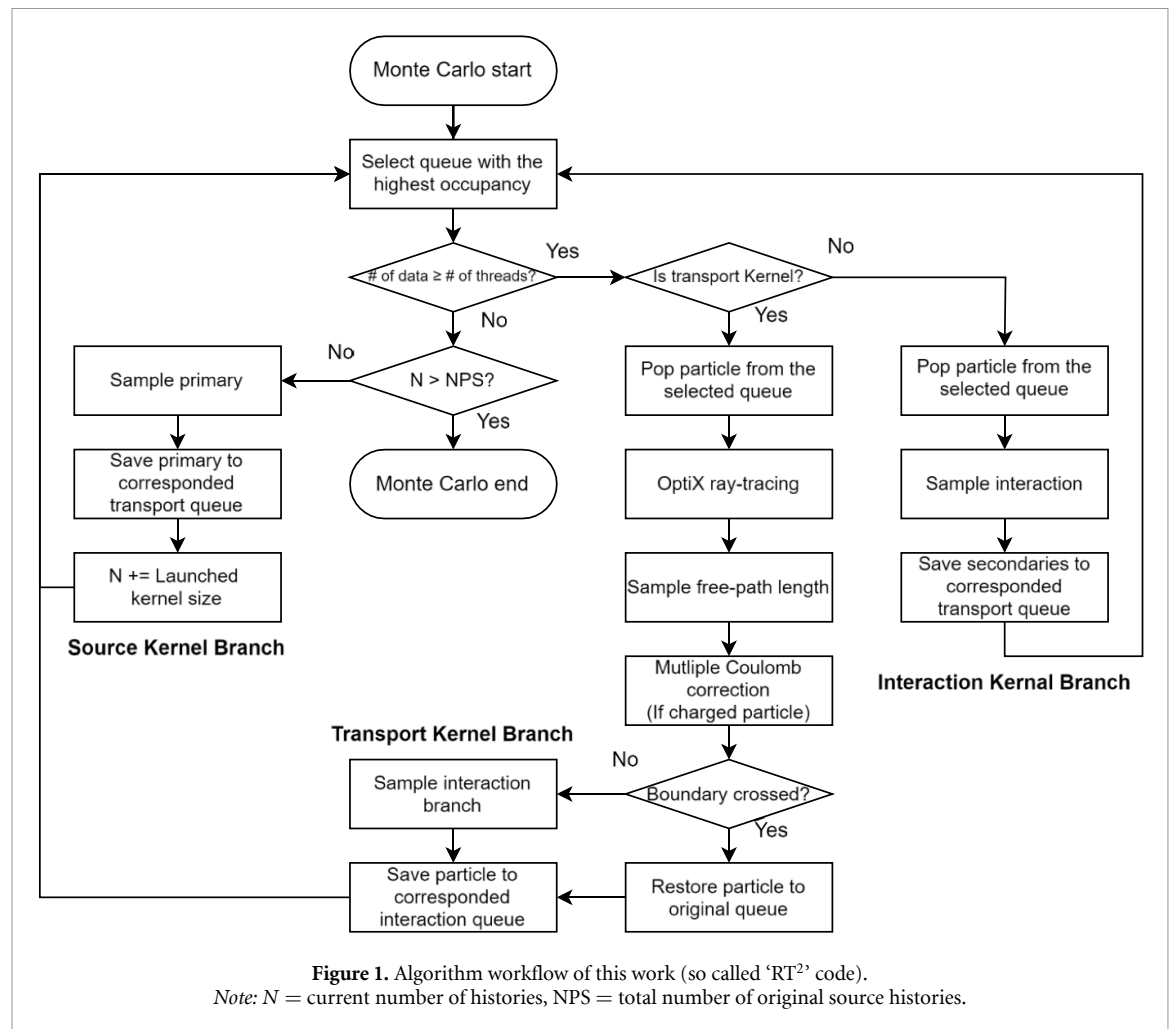 Monte Carlo start
Select queue with the
highest occupancy
# of data ≥ # of threads?
Yes
No
Is transport Kernel?
No
Yes
N > NPS?
No
Yes
Monte Carlo end
Sample primary
Save primary to
corresponded
transport queue
N += Launched
kernel size
Source Kernel Branch
Pop particle from the
selected queue
OptiX ray-tracing
Sample free-path length
Mutliple Coulomb
correction
(If charged particle)
Boundary crossed?
No
Yes
Transport Kernel Branch
Sample interaction
branch
Save particle to
corresponded
interaction queue
Restore particle to
original queue
Pop particle from the
selected queue
Sample interaction
Save secondaries to
corresponded
transport queue
Interaction Kernal Branch
Figure 1. Algorithm workflow of this work (so called ‘RT²’ code).
Note: N = current number of histories, NPS = total number of original source histories.